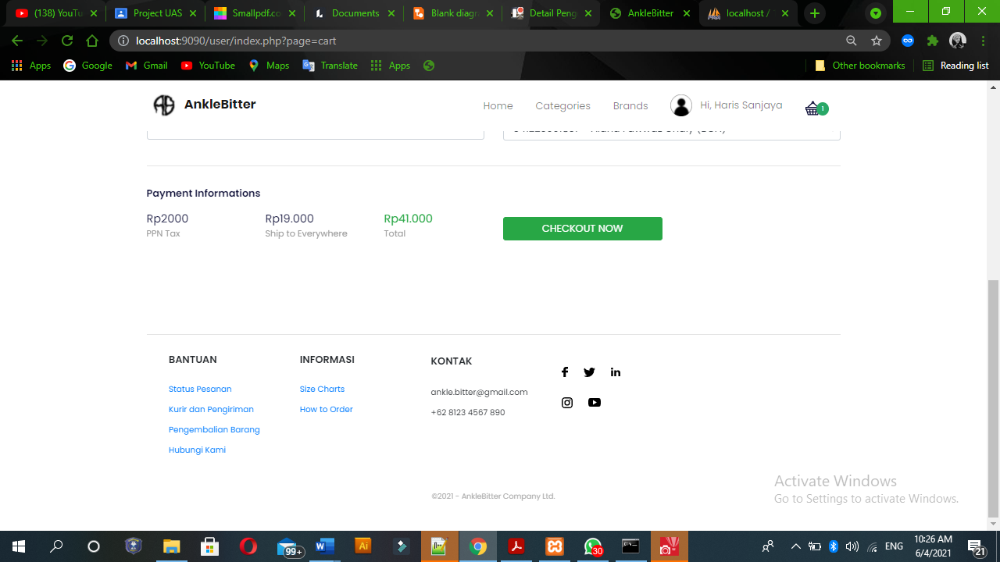 (138) YouTu
Project UAS
Smallpdf.co
Documents
Blank diagr
Detail Peng
AnkleBitter
localhost /
localhost:9090/user/index.php?page=cart
Apps
Google
Gmail
YouTube
Maps
Translate
Apps
Other bookmarks
Reading list
AnkleBitter
Home
Categories
Brands
Hi, Haris Sanjaya
1
Payment Informations
Rp2000
Rp19.000
Rp41.000
PPN Tax
Ship to Everywhere
Total
CHECKOUT NOW
BANTUAN
Status Pesanan
Kurir dan Pengiriman
Pengembalian Barang
Hubungi Kami
INFORMASI
Size Charts
How to Order
KONTAK
ankle.bitter@gmail.com
+62 8123 4567 890
©2021 - AnkleBitter Company Ltd.
Activate Windows
Go to Settings to activate Windows.
99+
Ai
30
ENG
10:26 AM
6/4/2021
21